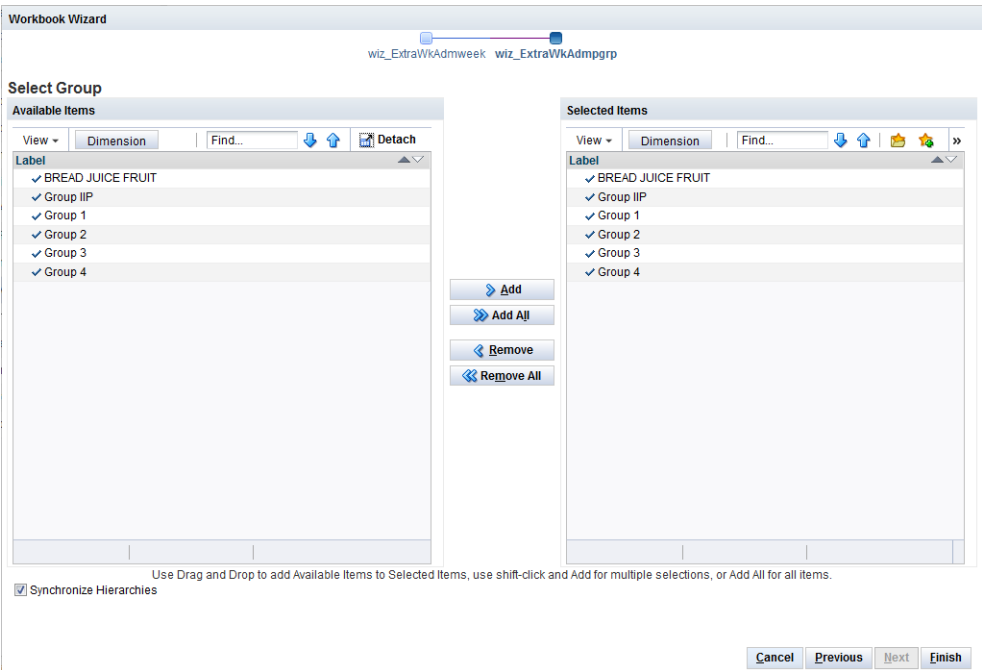 Workbook Wizard
wiz_ExtraWkAdmweek wiz_ExtraWkAdmpgrp
Select Group
Available Items
View Dimension Find... Detach
Label
BREAD JUICE FRUIT
Group IIP
Group 1
Group 2
Group 3
Group 4
Add
Add All
Remove
Remove All
Selected Items
View Dimension Find... »
Label
BREAD JUICE FRUIT
Group IIP
Group 1
Group 2
Group 3
Group 4
Use Drag and Drop to add Available Items to Selected Items, use shift-click and Add for multiple selections, or Add All for all items.
Synchronize Hierarchies
Cancel Previous Next Finish